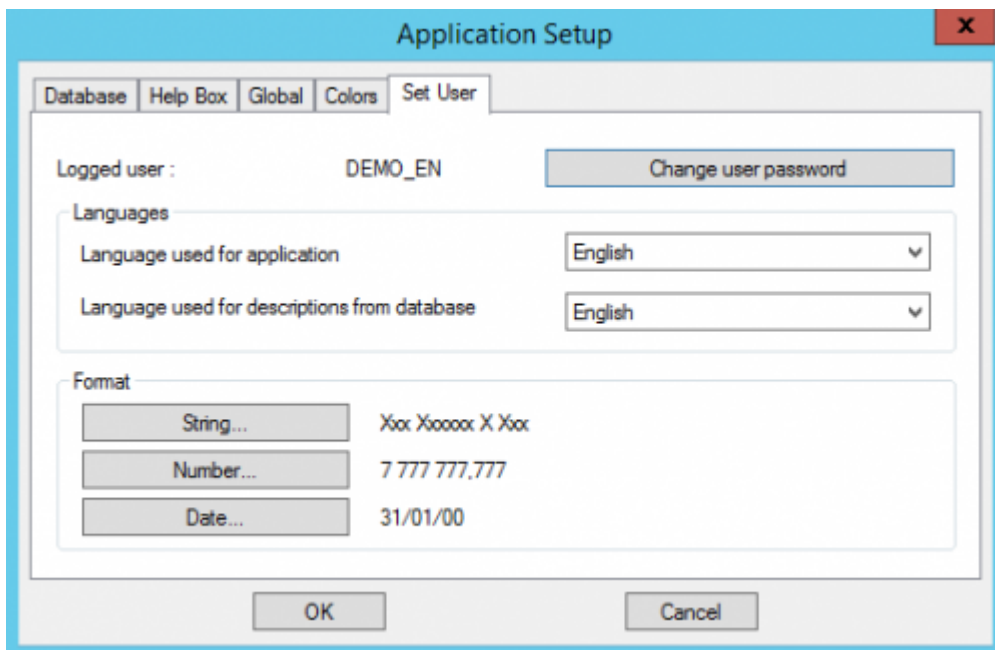 Application Setup
x
Database Help Box Global Colors Set User
Logged user : DEMO_EN Change user password
Languages
Language used for application English
Language used for descriptions from database English
Format
String... Xxx Xxxxxx X Xxx
Number... 7 777 777,777
Date... 31/01/00
OK Cancel